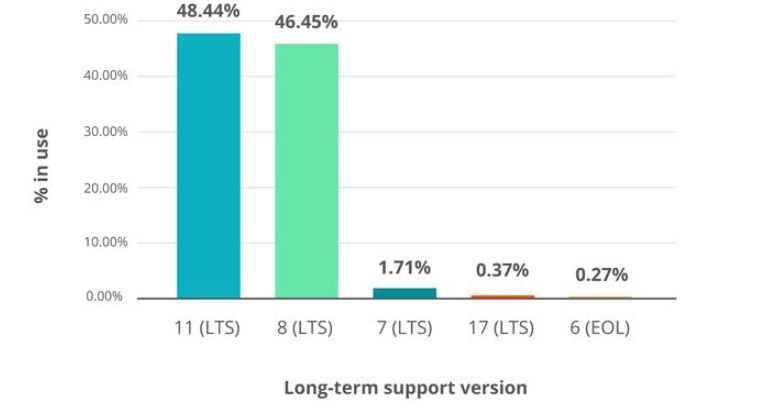 48.44%
46.45%
50.00%
40.00%
30.00%
20.00%
10.00%
0.00%
% in use
1.71%
0.37%
0.27%
11 (LTS)
8 (LTS)
7 (LTS)
17 (LTS)
6 (EOL)
Long-term support version